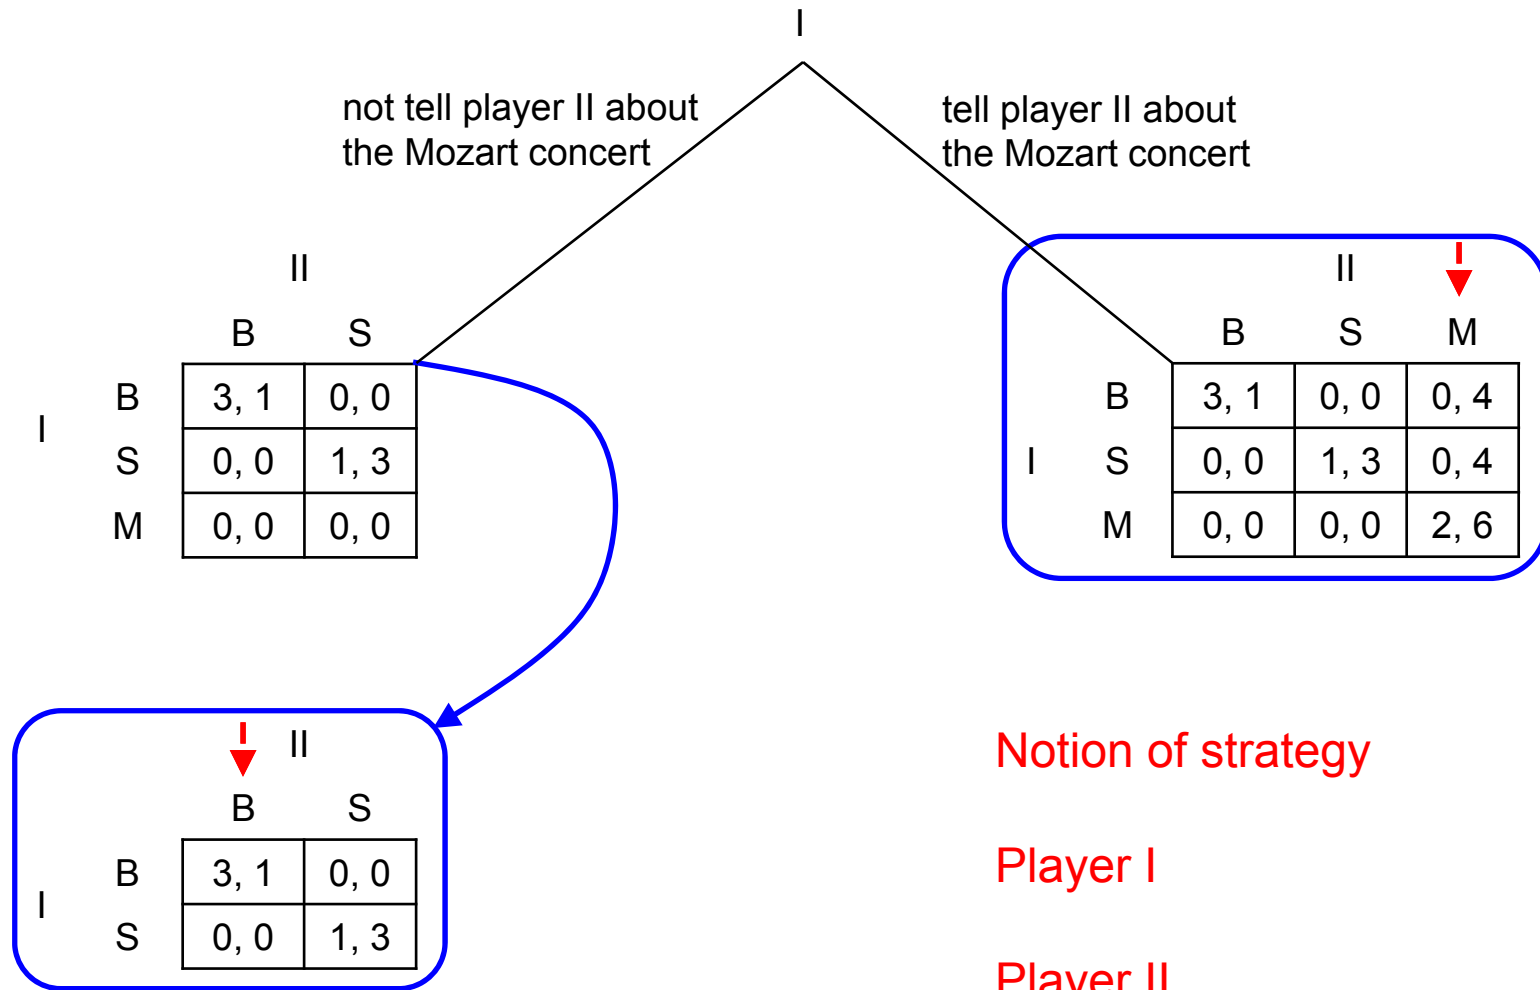 I
not tell player II about
the Mozart concert
tell player II about
the Mozart concert
II
B S
B 3, 1 0, 0
I
S 0, 0 1, 3
M 0, 0 0, 0
II
B S M
B 3, 1 0, 0 0, 4
I S 0, 0 1, 3 0, 4
M 0, 0 0, 0 2, 6
II
B S
B 3, 1 0, 0
I
S 0, 0 1, 3
Notion of strategy
Player I
Player II